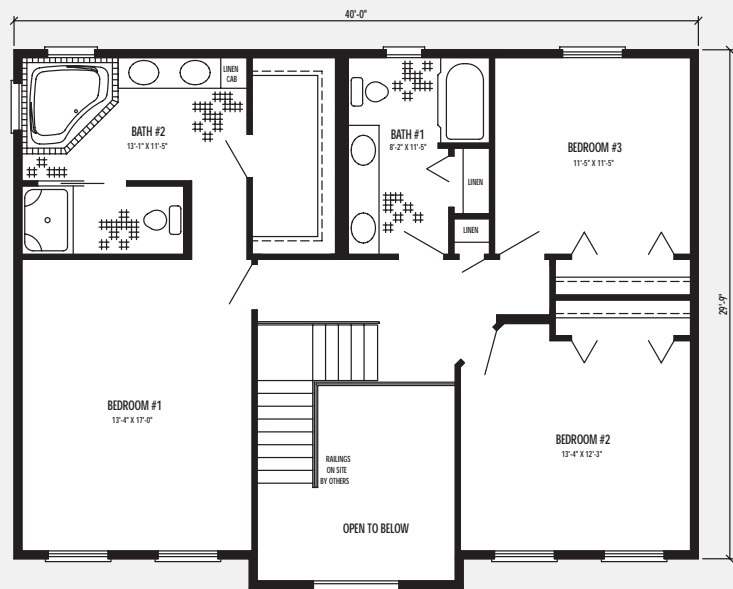 40'-0"
LINEN
CAB
BATH #2
13'-1" X 11'-5"
BATH #1
8'-2" X 11'-5"
BEDROOM #3
11'-5" X 11'-5"
LINEN
LINEN
29'-9"
BEDROOM #1
13'-4" X 17'-0"
BEDROOM #2
13'-4" X 12'-3"
RAILINGS
ON SITE
BY OTHERS
OPEN TO BELOW